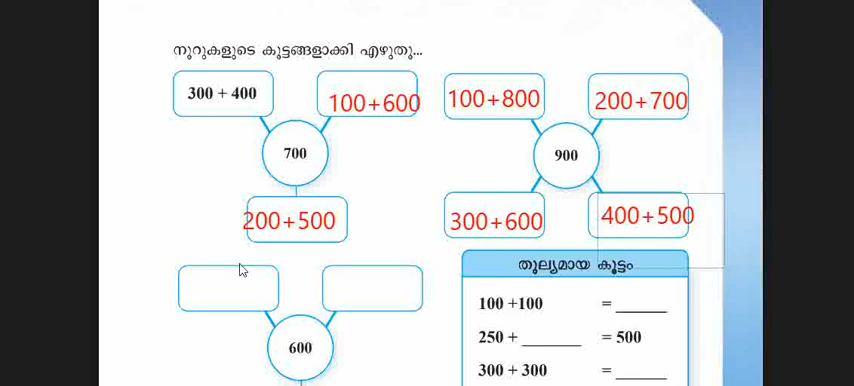 നൂറുകളുടെ കൂട്ടങ്ങളാക്കി എഴുതൂ...
300 + 400
100+600
700
200+500
100+800
200+700
900
300+600
400+500
600
തുല്യമായ കൂട്ടം
100 +100 = ______
250 + ______ = 500
300 + 300 = ______